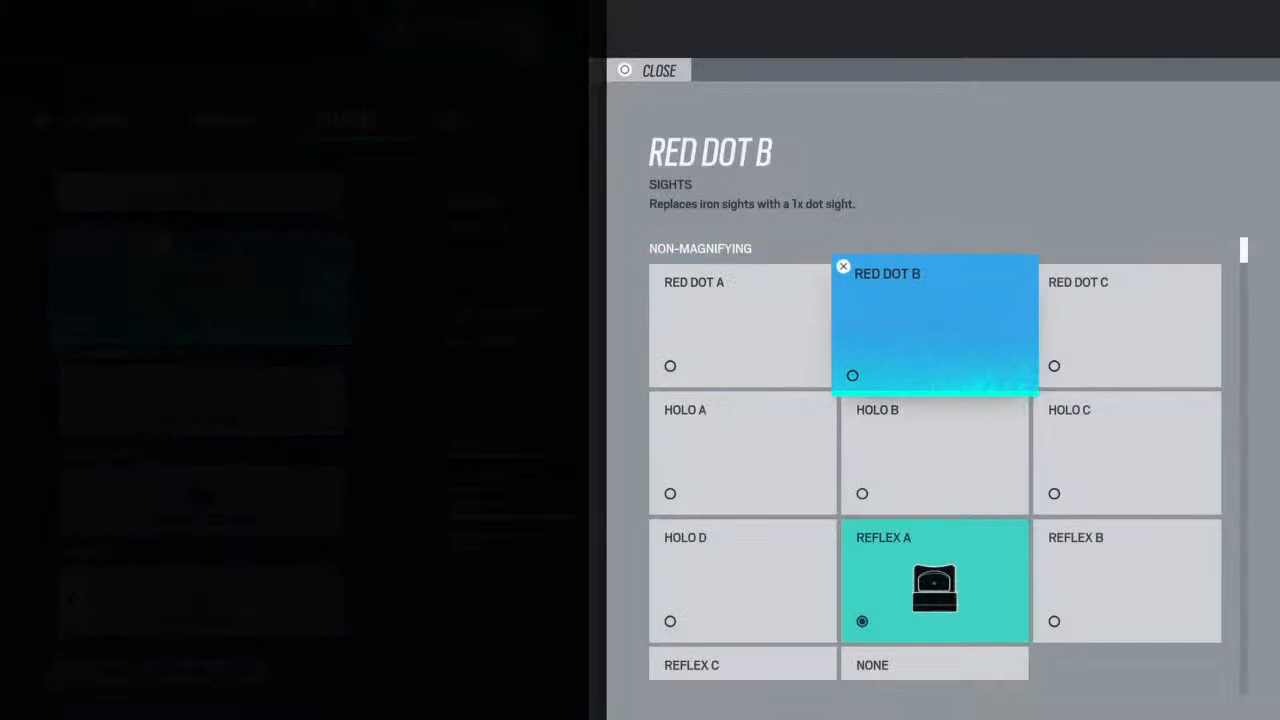 CLOSE
RED DOT B
SIGHTS
Replaces iron sights with a 1x dot sight.
NON-MAGNIFYING
RED DOT A
RED DOT B
RED DOT C
HOLO A
HOLO B
HOLO C
HOLO D
REFLEX A
REFLEX B
REFLEX C
NONE